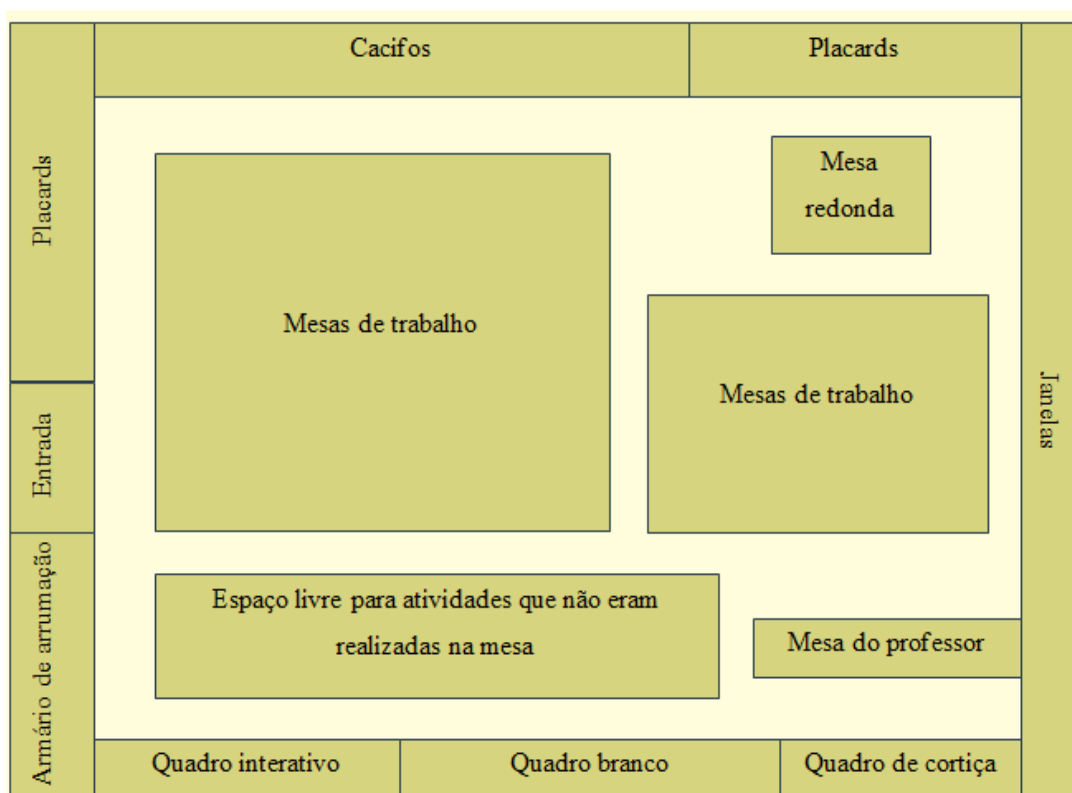 Cacifos
Placards
Placards
Mesa
redonda
Mesas de trabalho
Mesas de trabalho
Janelas
Entrada
Armário de arrumação
Espaço livre para atividades que não eram
realizadas na mesa
Mesa do professor
Quadro interativo
Quadro branco
Quadro de cortiça